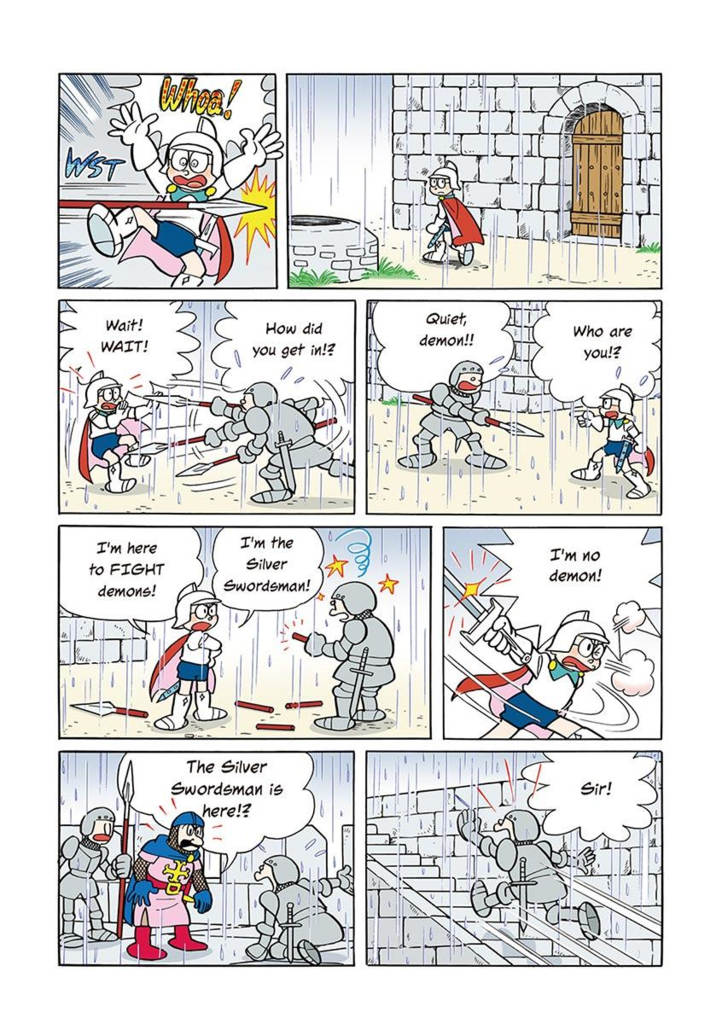 Whoa!
WST
Who are
you!?
Quiet,
demon!!
How did
you get in!?
Wait!
WAIT!
I'm no
demon!
I'm the
Silver
Swordsman!
I'm here
to FIGHT
demons!
Sir!
The Silver
Swordsman is
here!?